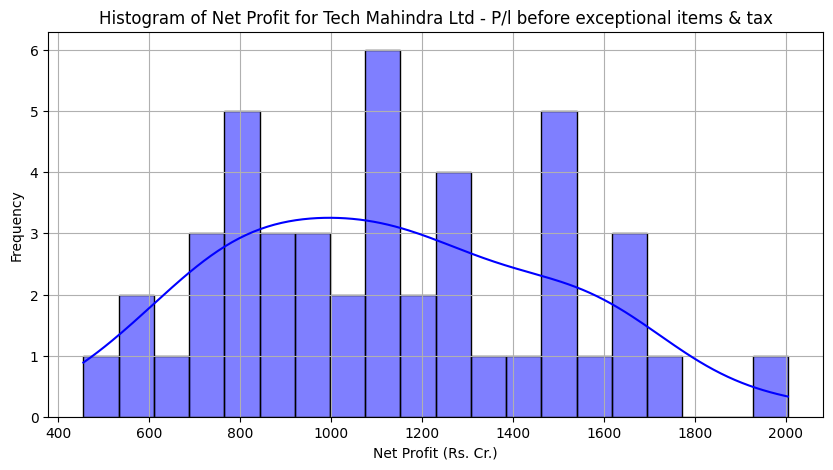 Histogram of Net Profit for Tech Mahindra Ltd - P/l before exceptional items & tax
6
5
4
3
2
1
0
Frequency
400 600 800 1000 1200 1400 1600 1800 2000
Net Profit (Rs. Cr.)